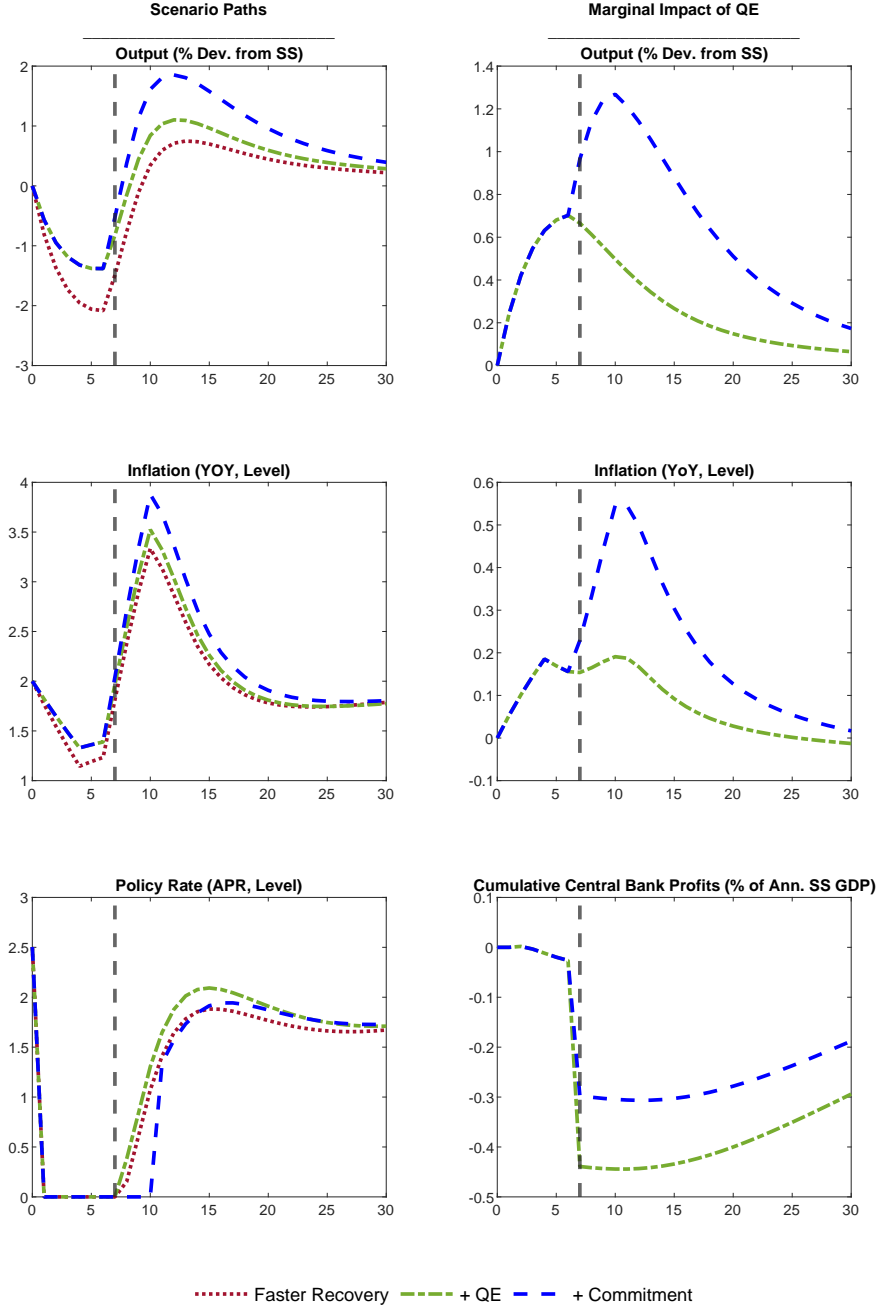 Scenario Paths
Marginal Impact of QE
Output (% Dev. from SS)
2
1
0
-1
-2
-3
0 5 10 15 20 25 30
Output (% Dev. from SS)
1.4
1.2
1
0.8
0.6
0.4
0.2
0
0 5 10 15 20 25 30
Inflation (YOY, Level)
4
3.5
3
2.5
2
1.5
1
0 5 10 15 20 25 30
Inflation (YoY, Level)
0.6
0.5
0.4
0.3
0.2
0.1
0
-0.1
0 5 10 15 20 25 30
Policy Rate (APR, Level)
3
2.5
2
1.5
1
0.5
0
0 5 10 15 20 25 30
Cumulative Central Bank Profits (% of Ann. SS GDP)
0.1
0
-0.1
-0.2
-0.3
-0.4
-0.5
0 5 10 15 20 25 30
Faster Recovery + QE + Commitment